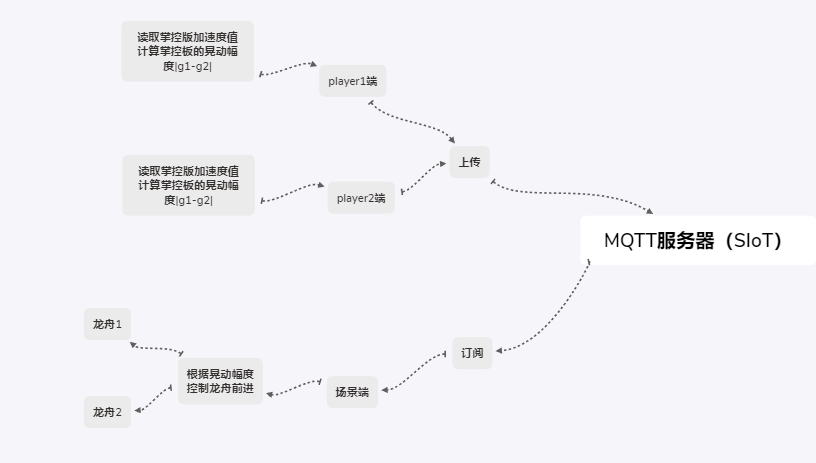 读取掌控版加速度值
计算掌控板的晃动幅
度|g1-g2|
player1端
上传
读取掌控版加速度值
计算掌控板的晃动幅
度|g1-g2|
player2端
MQTT服务器（SIoT）
龙舟1
订阅
根据晃动幅度
控制龙舟前进
场景端
龙舟2